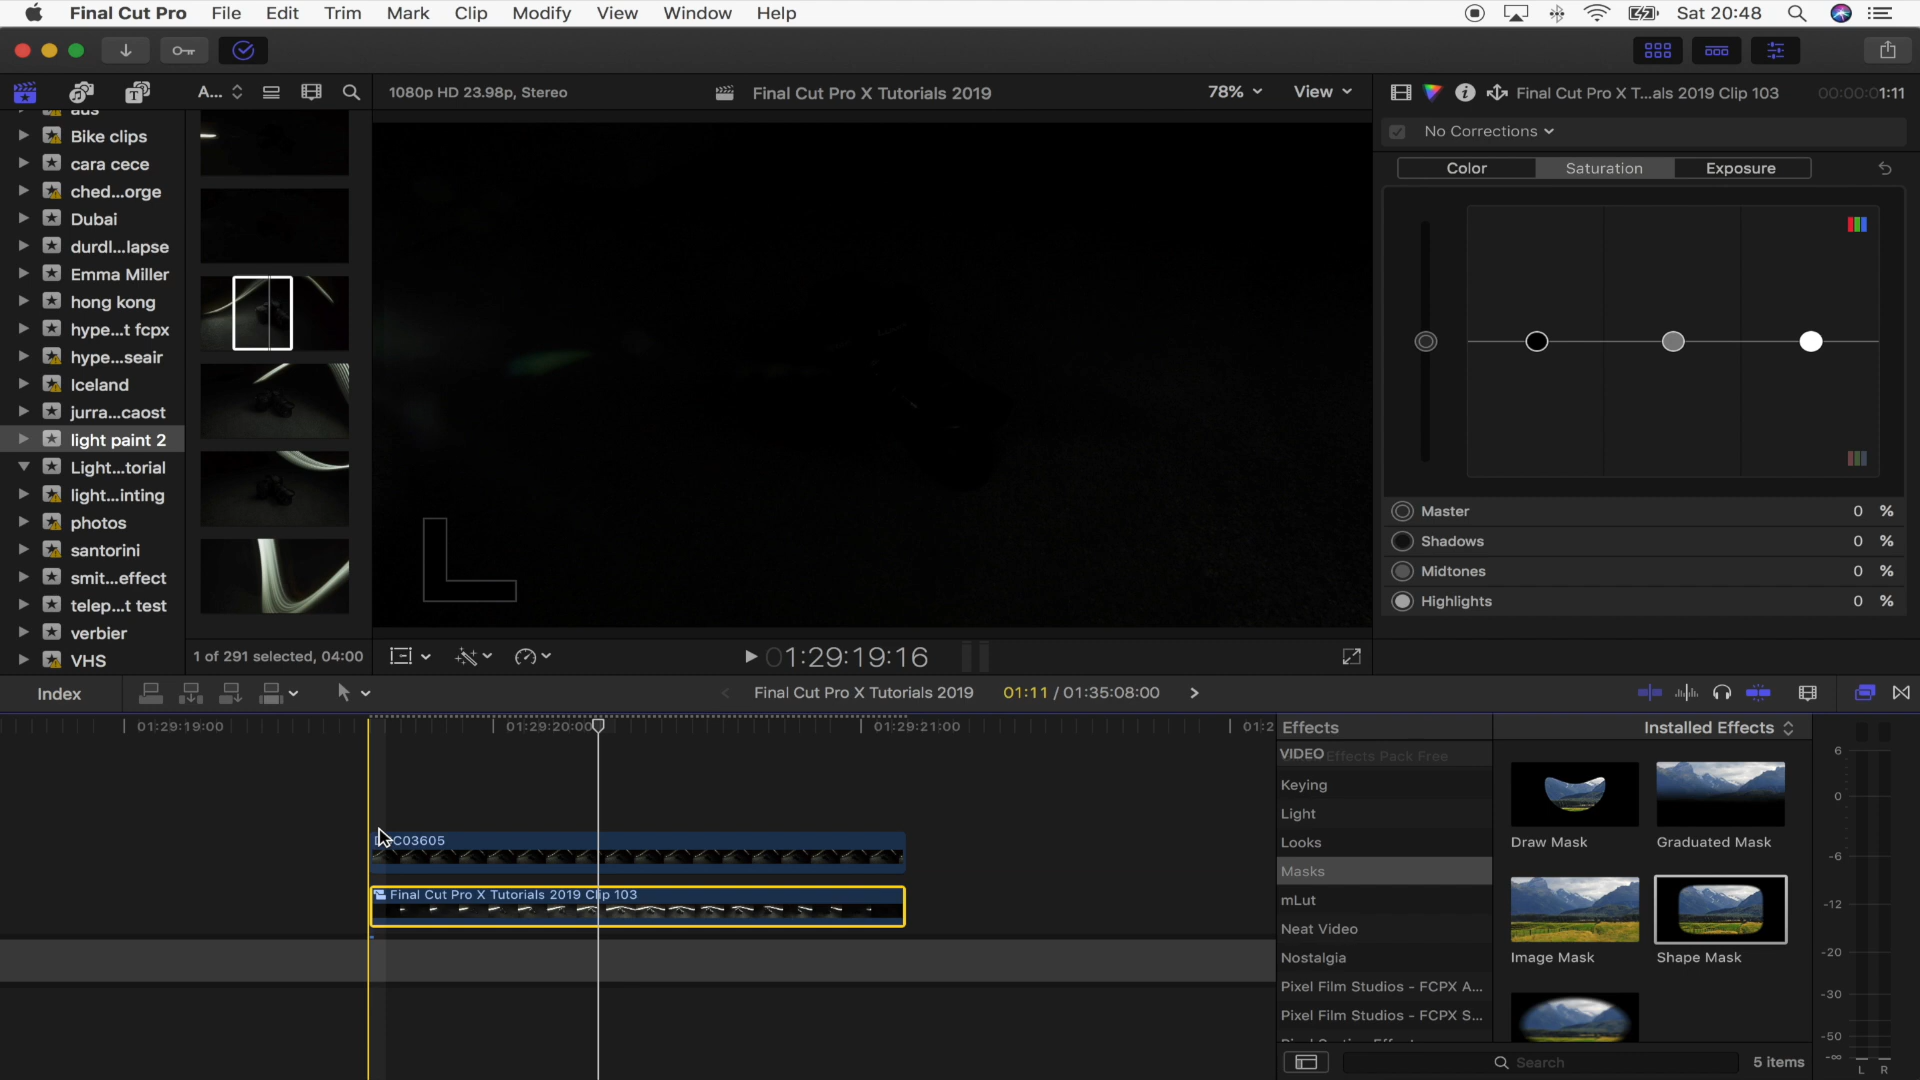 Final Cut Pro File Edit Trim Mark Clip Modify View Window Help Sat 20:48
A... 1080p HD 23.98p, Stereo Final Cut Pro X Tutorials 2019 78% View Final Cut Pro X T...als 2019 Clip 103 00:00:01:11
aus
Bike clips
cara cece
ched...orge
Dubai
durdl...lapse
Emma Miller
hong kong
hype...t fcpx
hype...seair
Iceland
jurra...caost
light paint 2
Light...torial
light...inting
photos
santorini
smit...effect
telep...t test
verbier
VHS
1 of 291 selected, 04:00
No Corrections
Color Saturation Exposure
Master 0 %
Shadows 0 %
Midtones 0 %
Highlights 0 %
01:29:19:16
Index Final Cut Pro X Tutorials 2019 01:11 / 01:35:08:00
01:29:19:00 01:29:20:00 01:29:21:00 01:2
C03605
Final Cut Pro X Tutorials 2019 Clip 103
Effects Installed Effects
VIDEO Effects Pack Free
Keying
Light
Looks
Masks
mLut
Neat Video
Nostalgia
Pixel Film Studios - FCPX A...
Pixel Film Studios - FCPX S...
Draw Mask Graduated Mask
Image Mask Shape Mask
Search 5 items
6
0
-6
-12
-20
-30
-50
-∞
L R